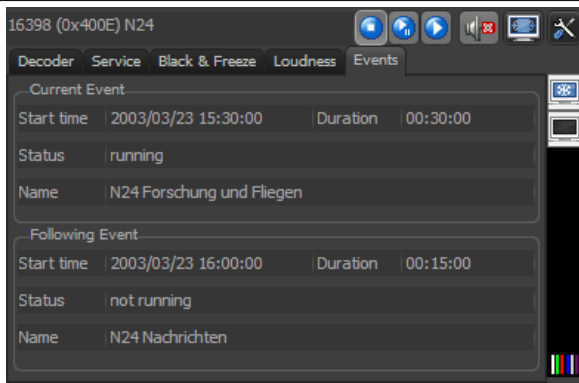 16398 (0x400E) N24
Decoder Service Black & Freeze Loudness Events
Current Event
Start time 2003/03/23 15:30:00 Duration 00:30:00
Status running
Name N24 Forschung und Fliegen
Following Event
Start time 2003/03/23 16:00:00 Duration 00:15:00
Status not running
Name N24 Nachrichten